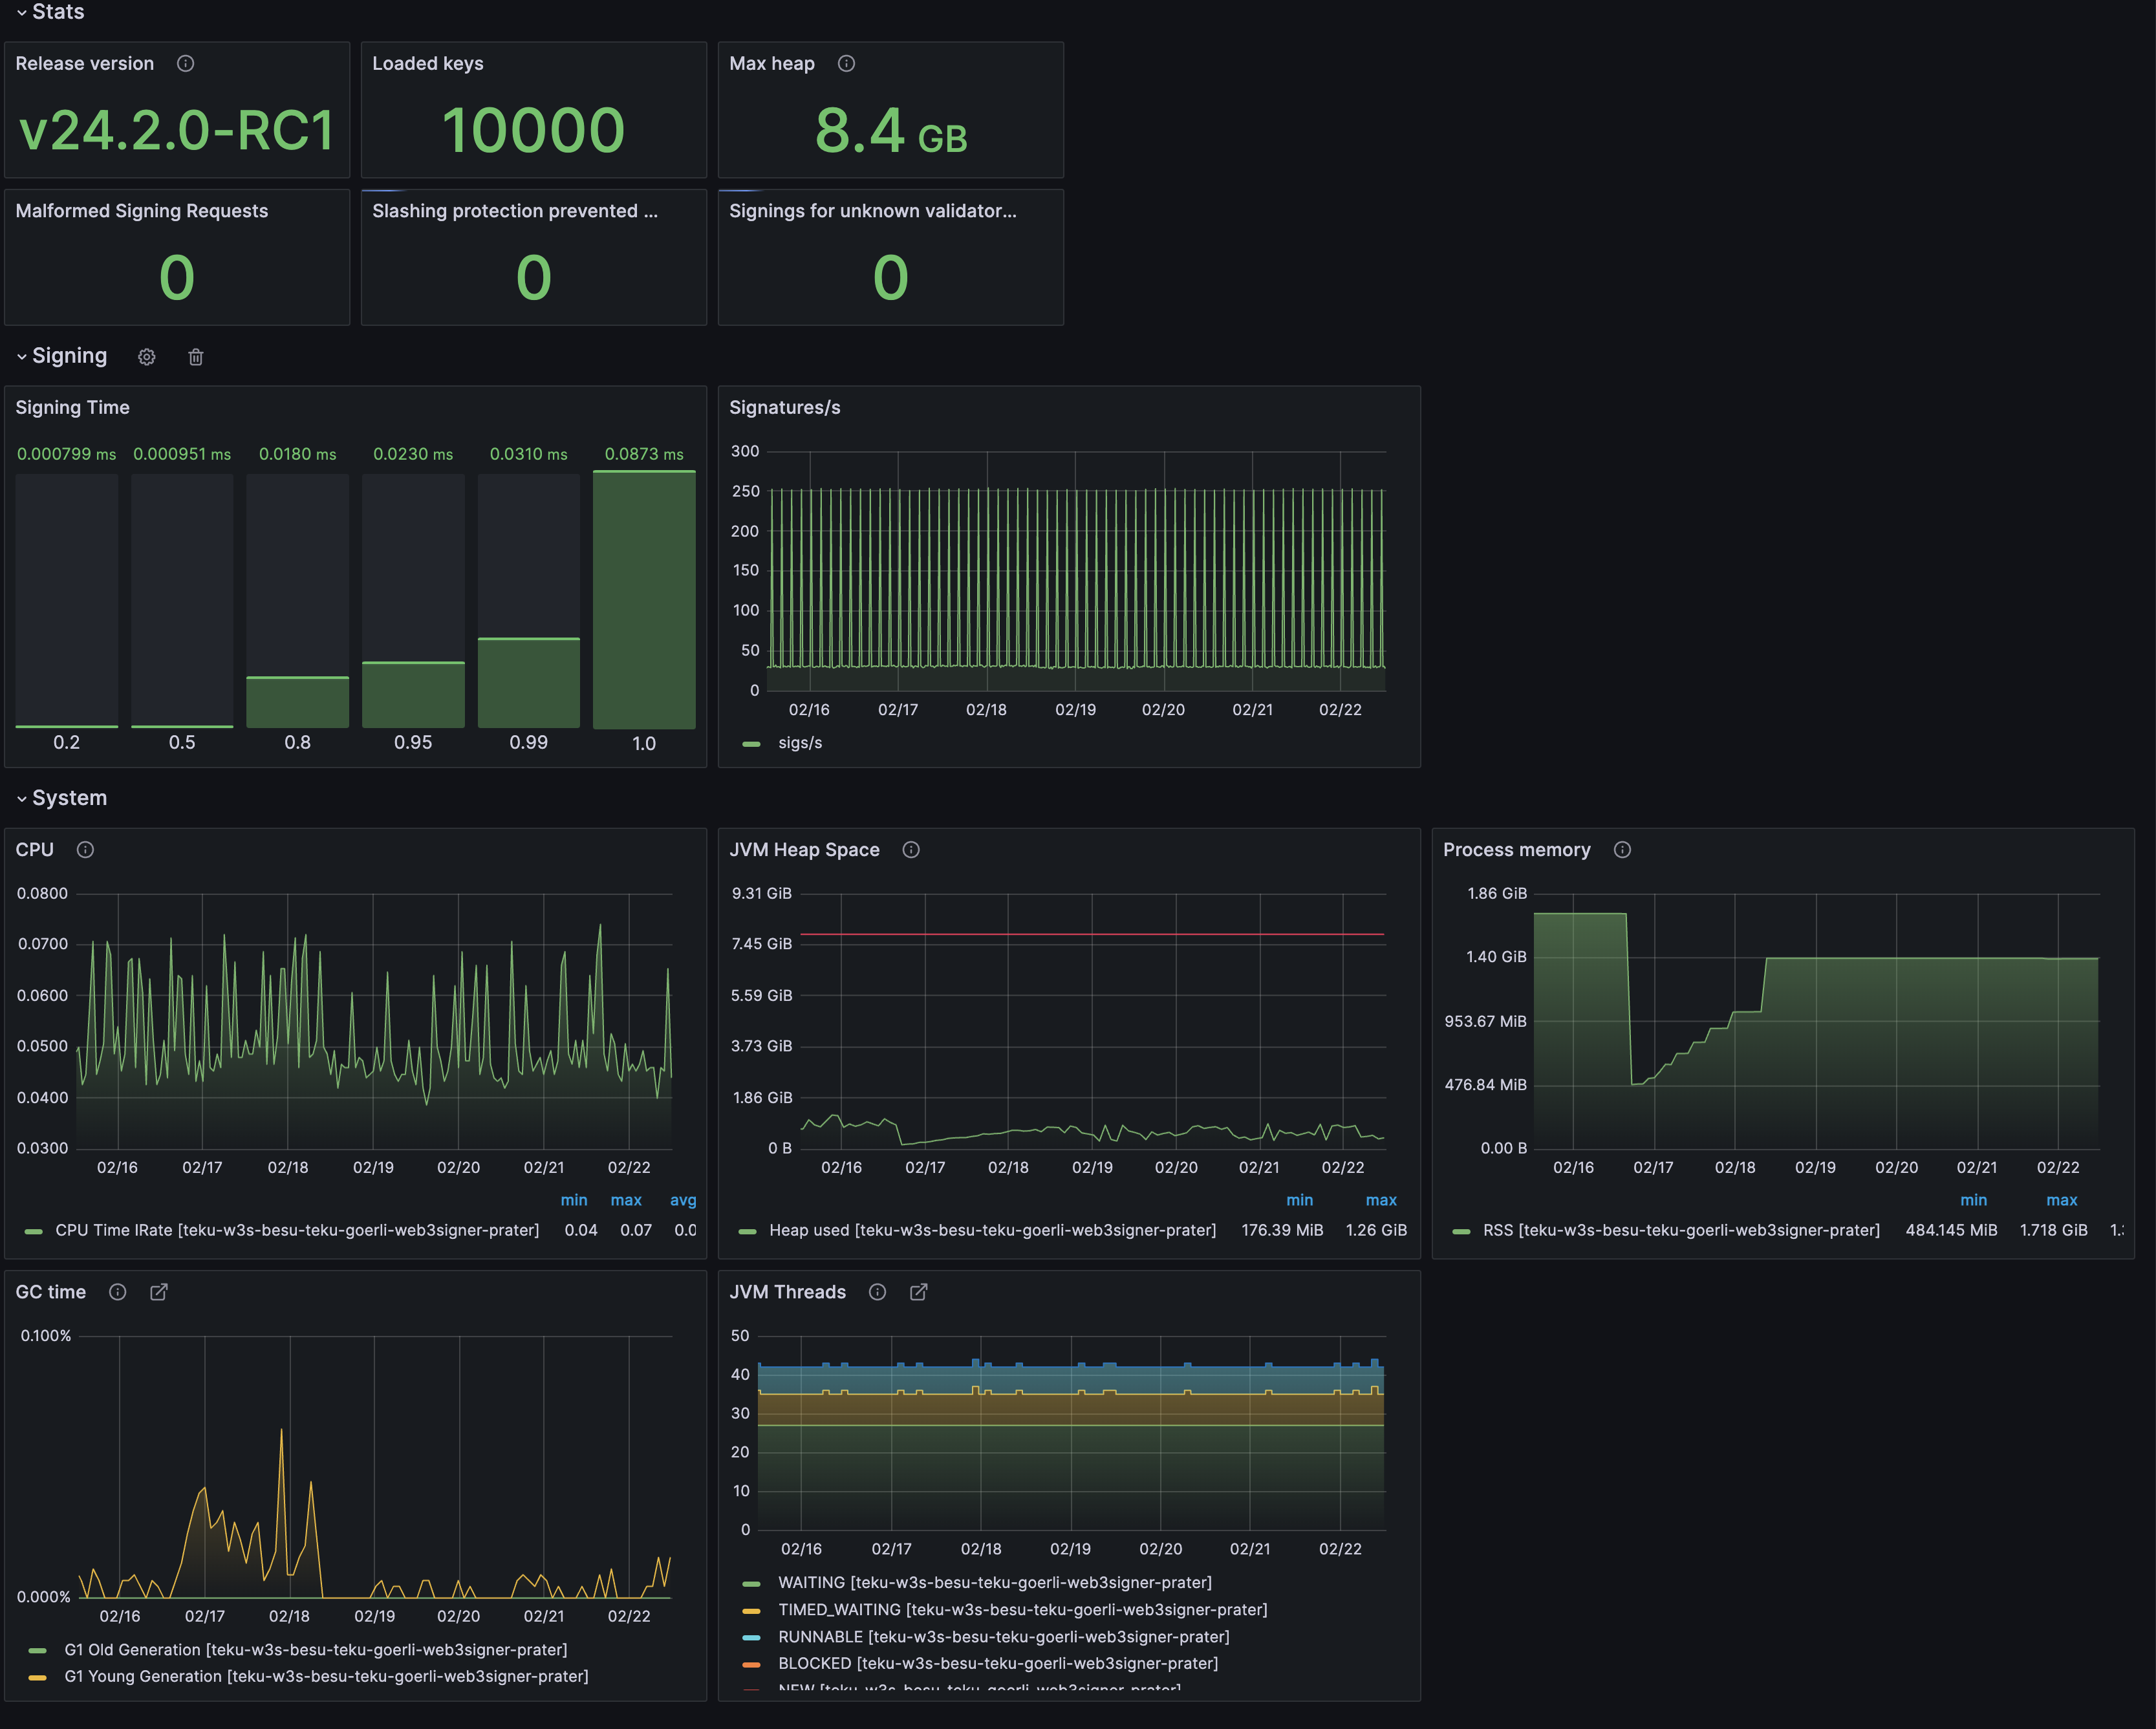 Stats
Release version
v24.2.0-RC1
Loaded keys
10000
Max heap
8.4 GB
Malformed Signing Requests
0
Slashing protection prevented ...
0
Signings for unknown validator...
0
Signing
Signing Time
0.000799 ms 0.000951 ms 0.0180 ms 0.0230 ms 0.0310 ms 0.0873 ms
0.2 0.5 0.8 0.95 0.99 1.0
Signatures/s
300
250
200
150
100
50
0
02/16 02/17 02/18 02/19 02/20 02/21 02/22
sigs/s
System
CPU
0.0800
0.0700
0.0600
0.0500
0.0400
0.0300
02/16 02/17 02/18 02/19 02/20 02/21 02/22
min max avg
CPU Time IRate [teku-w3s-besu-teku-goerli-web3signer-prater] 0.04 0.07 0.0
JVM Heap Space
9.31 GiB
7.45 GiB
5.59 GiB
3.73 GiB
1.86 GiB
0 B
02/16 02/17 02/18 02/19 02/20 02/21 02/22
min max
Heap used [teku-w3s-besu-teku-goerli-web3signer-prater] 176.39 MiB 1.26 GiB
Process memory
1.86 GiB
1.40 GiB
953.67 MiB
476.84 MiB
0.00 B
02/16 02/17 02/18 02/19 02/20 02/21 02/22
min max
RSS [teku-w3s-besu-teku-goerli-web3signer-prater] 484.145 MiB 1.718 GiB
GC time
0.100%
0.000%
02/16 02/17 02/18 02/19 02/20 02/21 02/22
G1 Old Generation [teku-w3s-besu-teku-goerli-web3signer-prater]
G1 Young Generation [teku-w3s-besu-teku-goerli-web3signer-prater]
JVM Threads
50
40
30
20
10
0
02/16 02/17 02/18 02/19 02/20 02/21 02/22
WAITING [teku-w3s-besu-teku-goerli-web3signer-prater]
TIMED_WAITING [teku-w3s-besu-teku-goerli-web3signer-prater]
RUNNABLE [teku-w3s-besu-teku-goerli-web3signer-prater]
BLOCKED [teku-w3s-besu-teku-goerli-web3signer-prater]
NEW [teku-w3s-besu-teku-goerli-web3signer-prater]